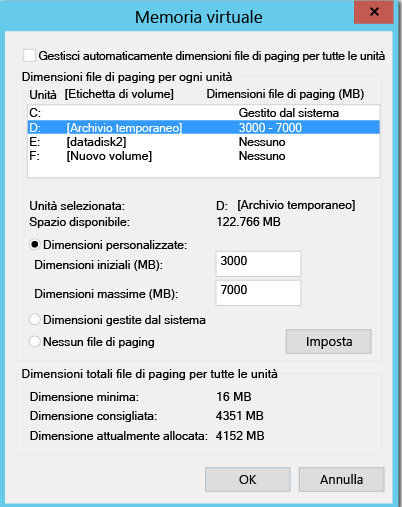 Memoria virtuale
Gestisci automaticamente dimensioni file di paging per tutte le unità
Dimensioni file di paging per ogni unità
Unità [Etichetta di volume] Dimensioni file di paging (MB)
C: Gestito dal sistema
D: [Archivio temporaneo] 3000 - 7000
E: [datadisk2] Nessuno
F: [Nuovo volume] Nessuno
Unità selezionata: D: [Archivio temporaneo]
Spazio disponibile: 122.766 MB
Dimensioni personalizzate:
Dimensioni iniziali (MB): 3000
Dimensioni massime (MB): 7000
Dimensioni gestite dal sistema
Nessun file di paging Imposta
Dimensioni totali file di paging per tutte le unità
Dimensione minima: 16 MB
Dimensione consigliata: 4351 MB
Dimensione attualmente allocata: 4152 MB
OK Annulla